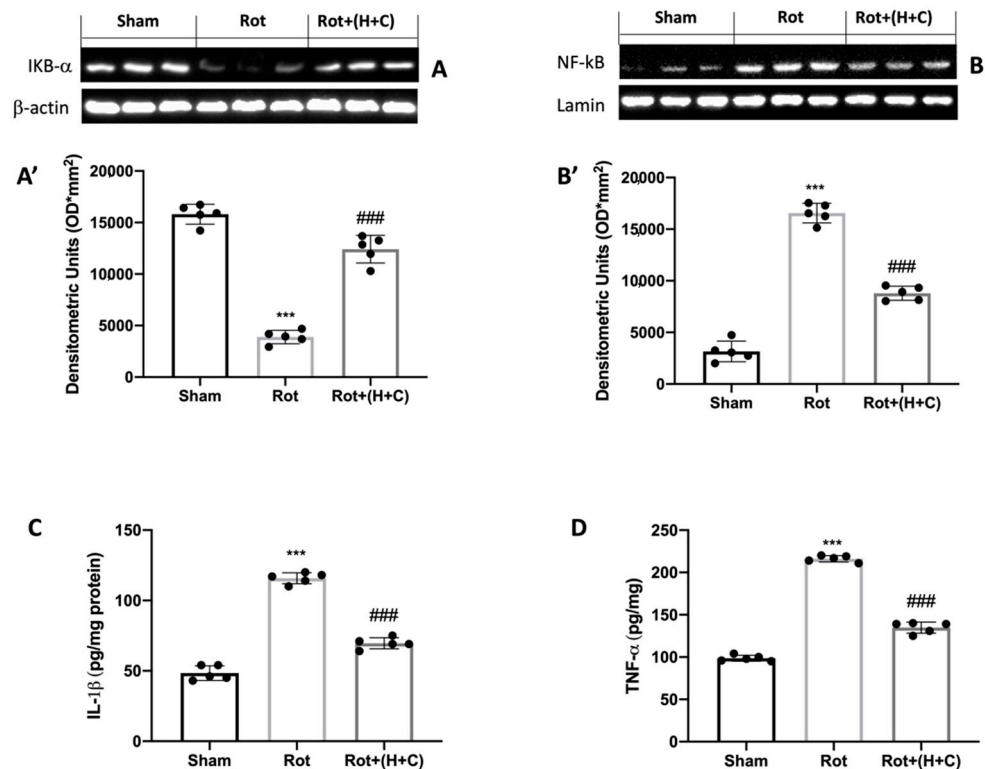 Sham Rot Rot+(H+C)
IKB-α A
β-actin
Sham Rot Rot+(H+C)
NF-kB B
Lamin
A’
Densitometric Units (OD*mm²)
20000
15000
10000
5000
0
***
###
Sham Rot Rot+(H+C)
B’
Densitometric Units (OD*mm²)
20,000
15,000
10000
5000
0
***
###
Sham Rot Rot+(H+C)
C
IL-1β (pg/mg protein)
150
100
50
0
***
###
Sham Rot Rot+(H+C)
D
TNF-α (pg/mg)
250
200
150
100
50
0
***
###
Sham Rot Rot+(H+C)